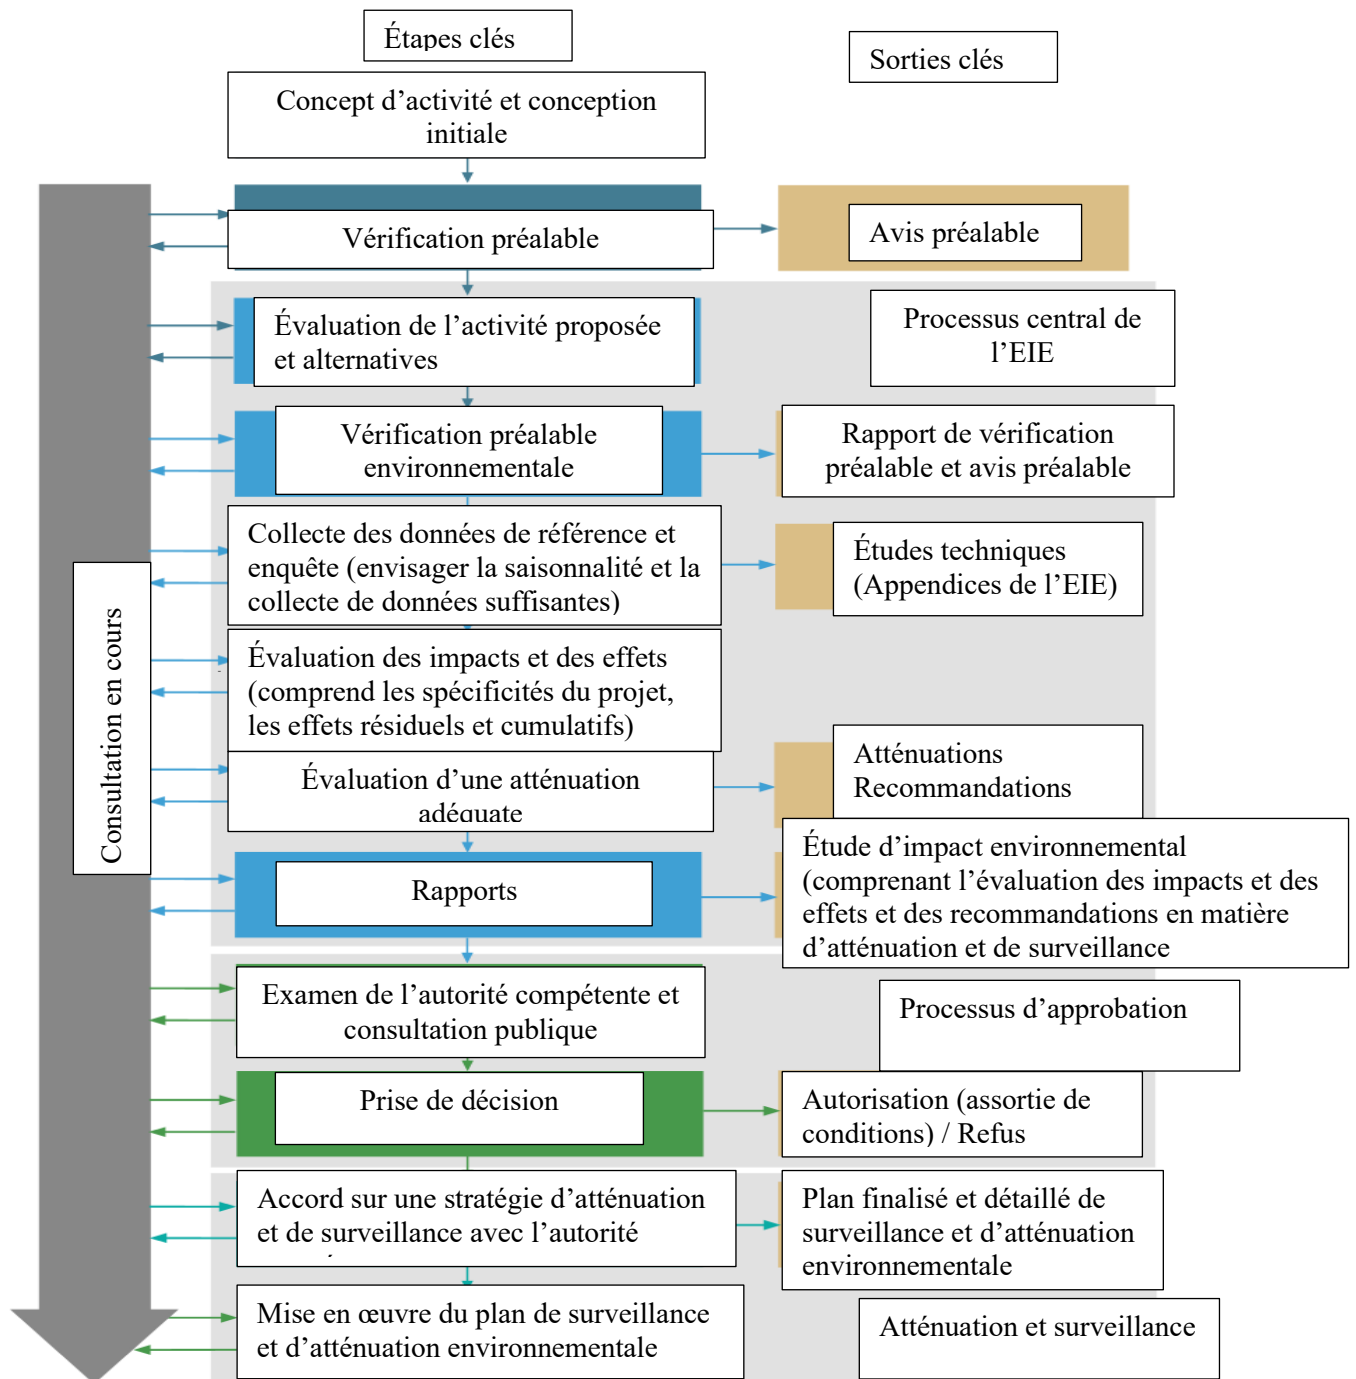 Étapes clés
Sorties clés
Concept d’activité et conception
initiale
Vérification préalable
Avis préalable
Évaluation de l’activité proposée
et alternatives
Processus central de
l’EIE
Vérification préalable
environnementale
Rapport de vérification
préalable et avis préalable
Collecte des données de référence et
enquête (envisager la saisonnalité et la
collecte de données suffisantes)
Études techniques
(Appendices de l’EIE)
Consultation en cours
Évaluation des impacts et des effets
(comprend les spécificités du projet,
les effets résiduels et cumulatifs)
Évaluation d’une atténuation
adéquate
Atténuations
Recommandations
Rapports
Étude d’impact environnemental
(comprenant l’évaluation des impacts et des
effets et des recommandations en matière
d’atténuation et de surveillance
Examen de l’autorité compétente et
consultation publique
Processus d’approbation
Prise de décision
Autorisation (assortie de
conditions) / Refus
Accord sur une stratégie d’atténuation
et de surveillance avec l’autorité
Plan finalisé et détaillé de
surveillance et d’atténuation
environnementale
Mise en œuvre du plan de surveillance
et d’atténuation environnementale
Atténuation et surveillance